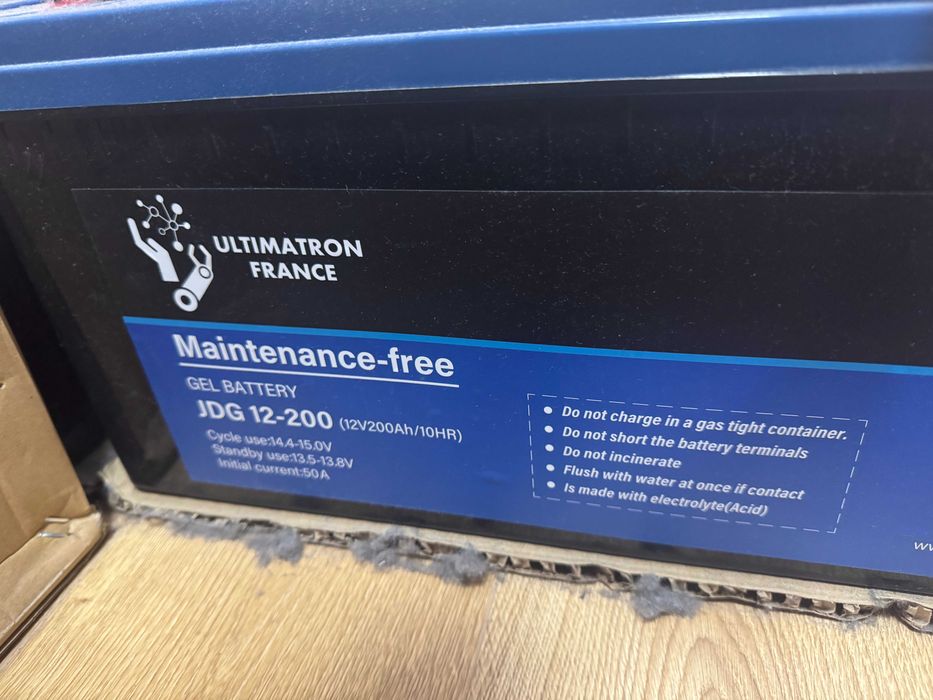 ULTIMATRON
FRANCE
Maintenance-free
GEL BATTERY
JDG 12-200 (12V200Ah/10HR)
Cycle use:14.4-15.0V
Standby use:13.5-13.8V
Initial current:50A
• Do not charge in a gas tight container.
• Do not short the battery terminals
• Do not incinerate
• Flush with water at once if contact
• Is made with electrolyte(Acid)